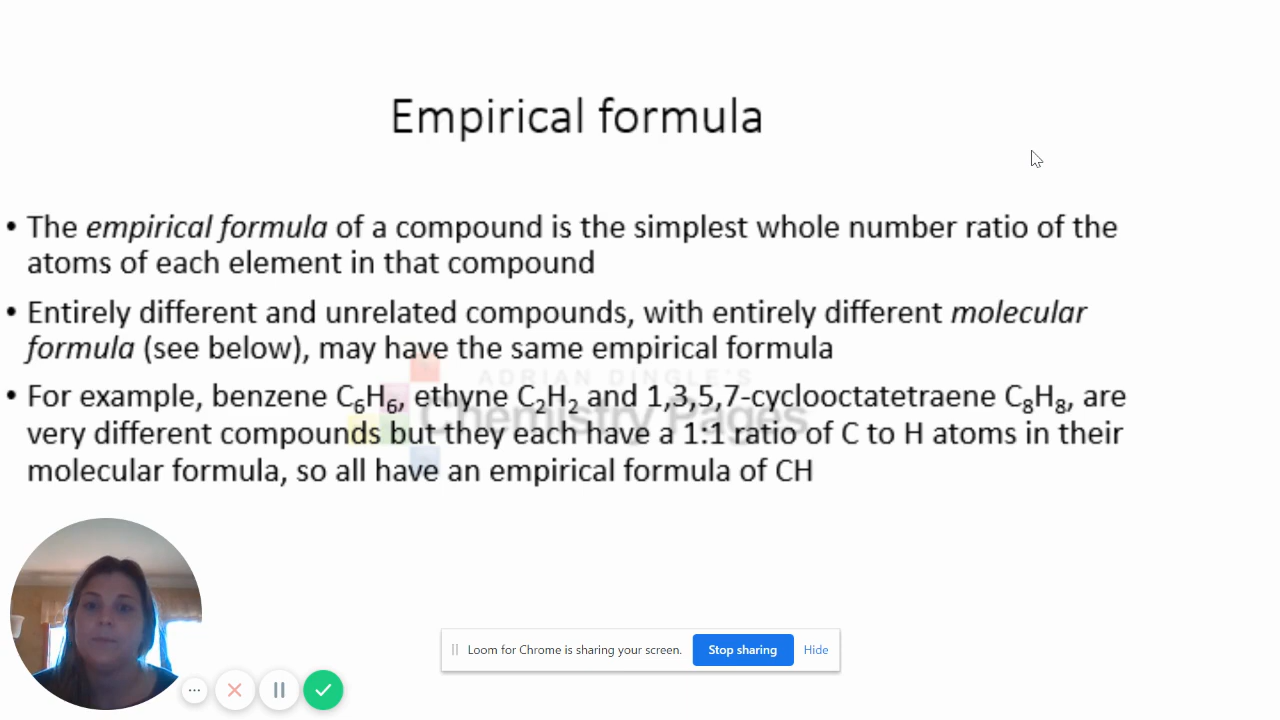 Empirical formula
• The empirical formula of a compound is the simplest whole number ratio of the
atoms of each element in that compound
• Entirely different and unrelated compounds, with entirely different molecular
formula (see below), may have the same empirical formula
ADRIAN DINGLE'S
Chemistry Pages
• For example, benzene C₆H₆, ethyne C₂H₂ and 1,3,5,7-cyclooctatetraene C₈H₈, are
very different compounds but they each have a 1:1 ratio of C to H atoms in their
molecular formula, so all have an empirical formula of CH
Loom for Chrome is sharing your screen. Stop sharing Hide